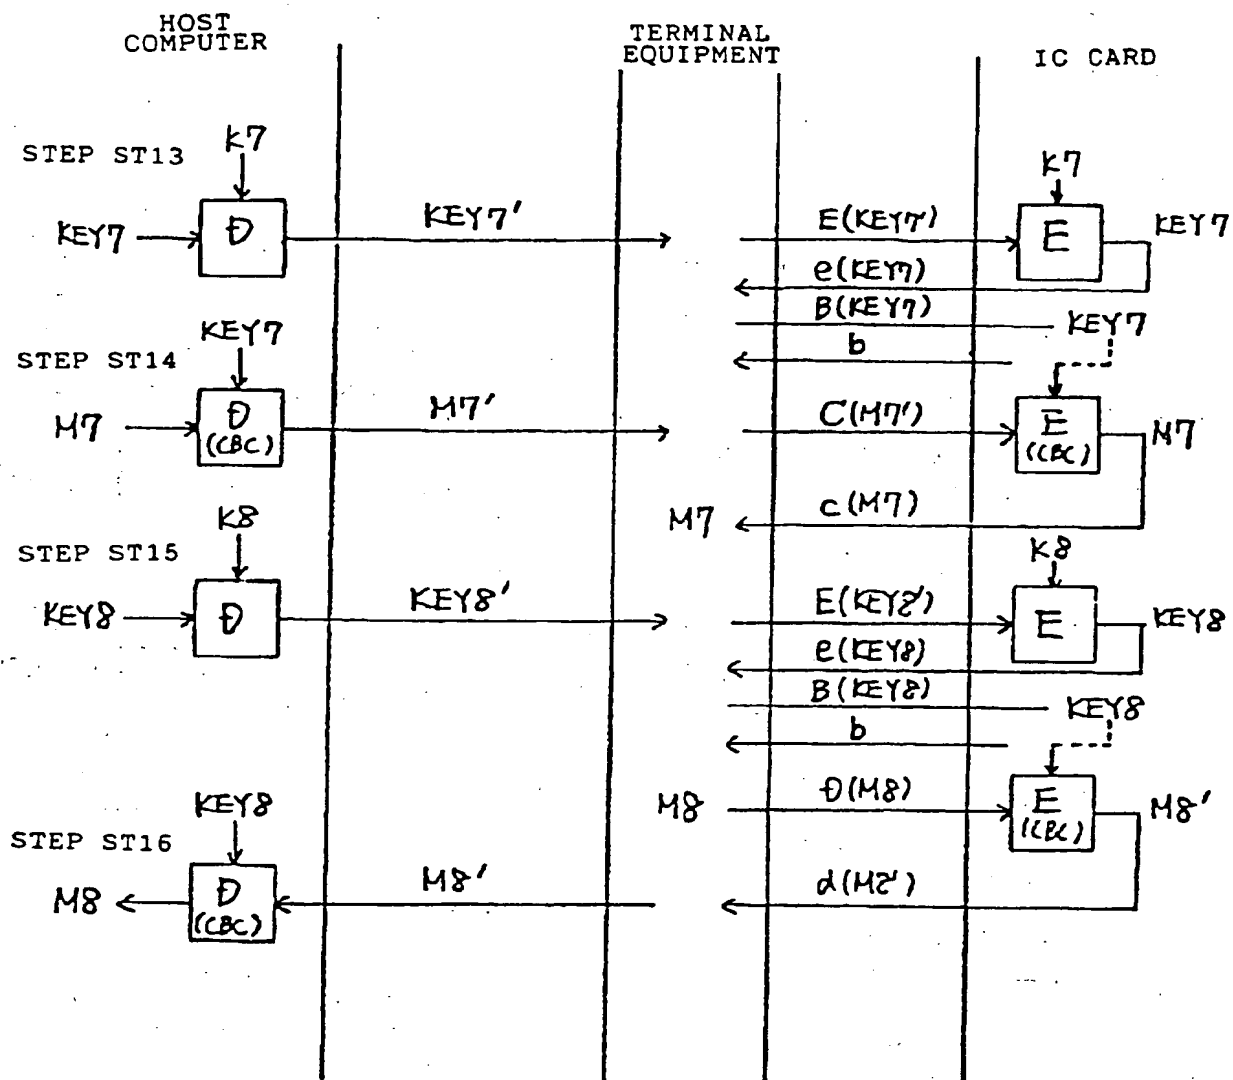 HOST
COMPUTER
TERMINAL
EQUIPMENT
IC CARD
STEP ST13
K7
KEY7
D
KEY7'
E(KEY7')
K7
E
KEY7
e(KEY7)
B(KEY7)
KEY7
b
STEP ST14
KEY7
M7
D
(CBC)
M7'
C(M7')
E
(CBC)
M7
M7
c(M7)
STEP ST15
K8
KEY8
D
KEY8'
E(KEY8')
K8
E
KEY8
e(KEY8)
B(KEY8)
KEY8
b
M8
D(M8)
E
(CBC)
M8'
STEP ST16
KEY8
M8
D
(CBC)
M8'
d(M8')